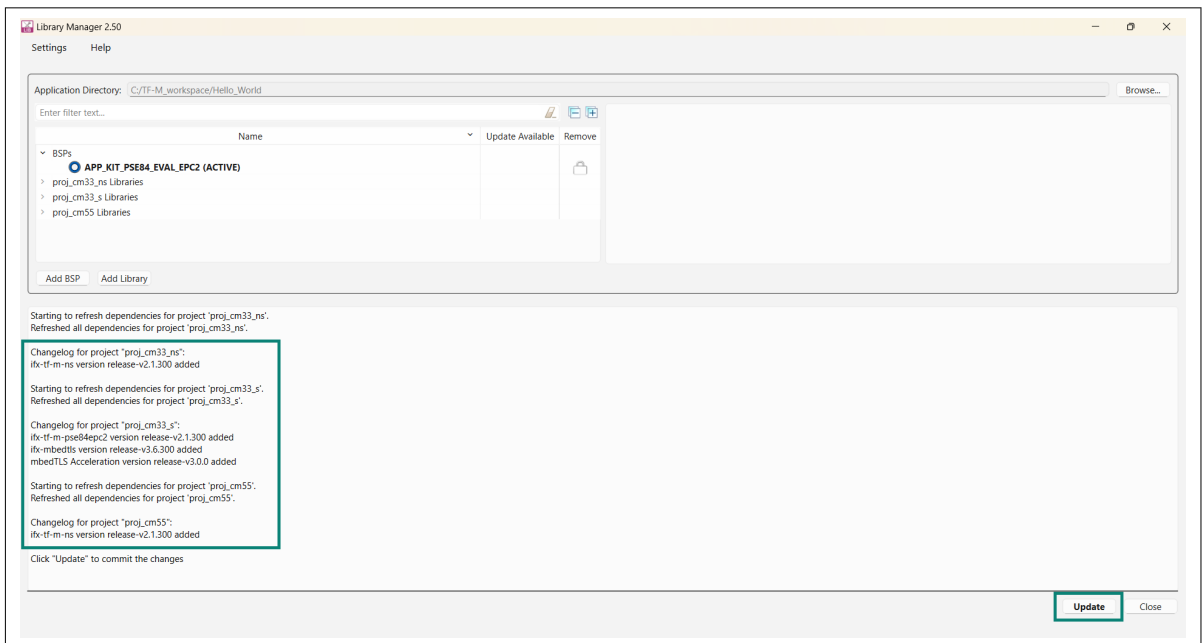 Library Manager 2.50
Settings Help
Application Directory: C:/TF-M_workspace/Hello_World Browse...
Enter filter text...
Name Update Available Remove
BSPs
APP_KIT_PSE84_EVAL_EPC2 (ACTIVE)
proj_cm33_ns Libraries
proj_cm33_s Libraries
proj_cm55 Libraries
Add BSP Add Library
Starting to refresh dependencies for project 'proj_cm33_ns'.
Refreshed all dependencies for project 'proj_cm33_ns'.
Changelog for project "proj_cm33_ns":
ifx-tf-m-ns version release-v2.1.300 added
Starting to refresh dependencies for project 'proj_cm33_s'.
Refreshed all dependencies for project 'proj_cm33_s'.
Changelog for project "proj_cm33_s":
ifx-tf-m-pse84epc2 version release-v2.1.300 added
ifx-mbedtls version release-v3.6.300 added
mbedTLS Acceleration version release-v3.0.0 added
Starting to refresh dependencies for project 'proj_cm55'.
Refreshed all dependencies for project 'proj_cm55'.
Changelog for project "proj_cm55":
ifx-tf-m-ns version release-v2.1.300 added
Click "Update" to commit the changes
Update Close